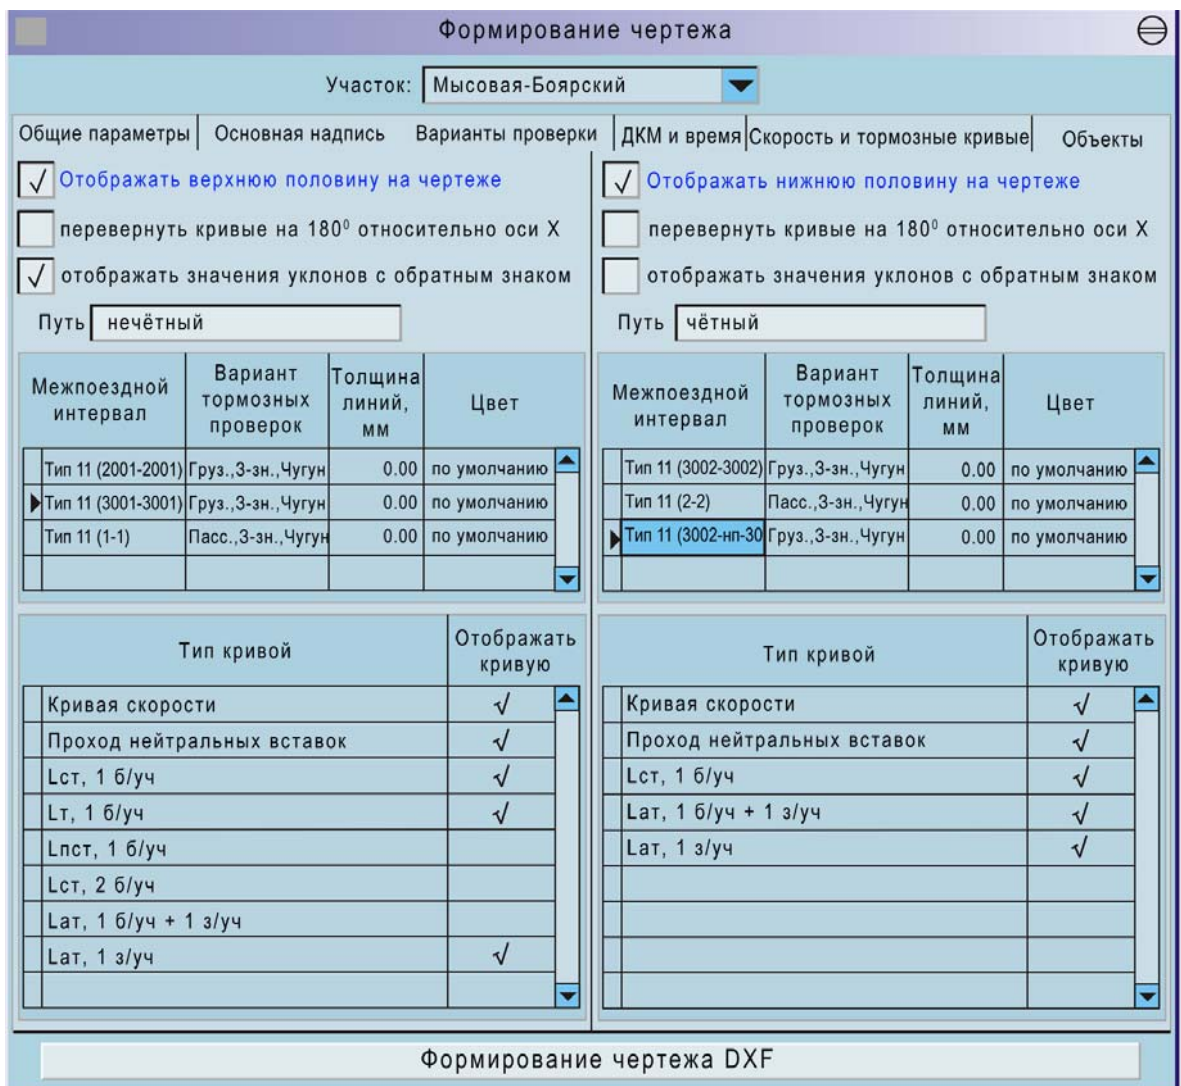 Формирование чертежа
Участок: Мысовая-Боярский
Общие параметры Основная надпись Варианты проверки ДКМ и время Скорость и тормозные кривые Объекты
Отображать верхнюю половину на чертеже
перевернуть кривые на 180⁰ относительно оси X
отображать значения уклонов с обратным знаком
Путь нечётный
Межпоездной интервал Вариант тормозных проверок Толщина линий, мм Цвет
Тип 11 (2001-2001) Груз.,3-зн.,Чугун 0.00 по умолчанию
Тип 11 (3001-3001) Груз.,3-зн.,Чугун 0.00 по умолчанию
Тип 11 (1-1) Пасс.,3-зн.,Чугун 0.00 по умолчанию
Тип кривой Отображать кривую
Кривая скорости
Проход нейтральных вставок
Lст, 1 б/уч
Lт, 1 б/уч
Lпст, 1 б/уч
Lст, 2 б/уч
Lат, 1 б/уч + 1 з/уч
Lат, 1 з/уч
Отображать нижнюю половину на чертеже
перевернуть кривые на 180⁰ относительно оси X
отображать значения уклонов с обратным знаком
Путь чётный
Межпоездной интервал Вариант тормозных проверок Толщина линий, мм Цвет
Тип 11 (3002-3002) Груз.,3-зн.,Чугун 0.00 по умолчанию
Тип 11 (2-2) Пасс.,3-зн.,Чугун 0.00 по умолчанию
Тип 11 (3002-нп-30 Груз.,3-зн.,Чугун 0.00 по умолчанию
Тип кривой Отображать кривую
Кривая скорости
Проход нейтральных вставок
Lст, 1 б/уч
Lат, 1 б/уч + 1 з/уч
Lат, 1 з/уч
Формирование чертежа DXF